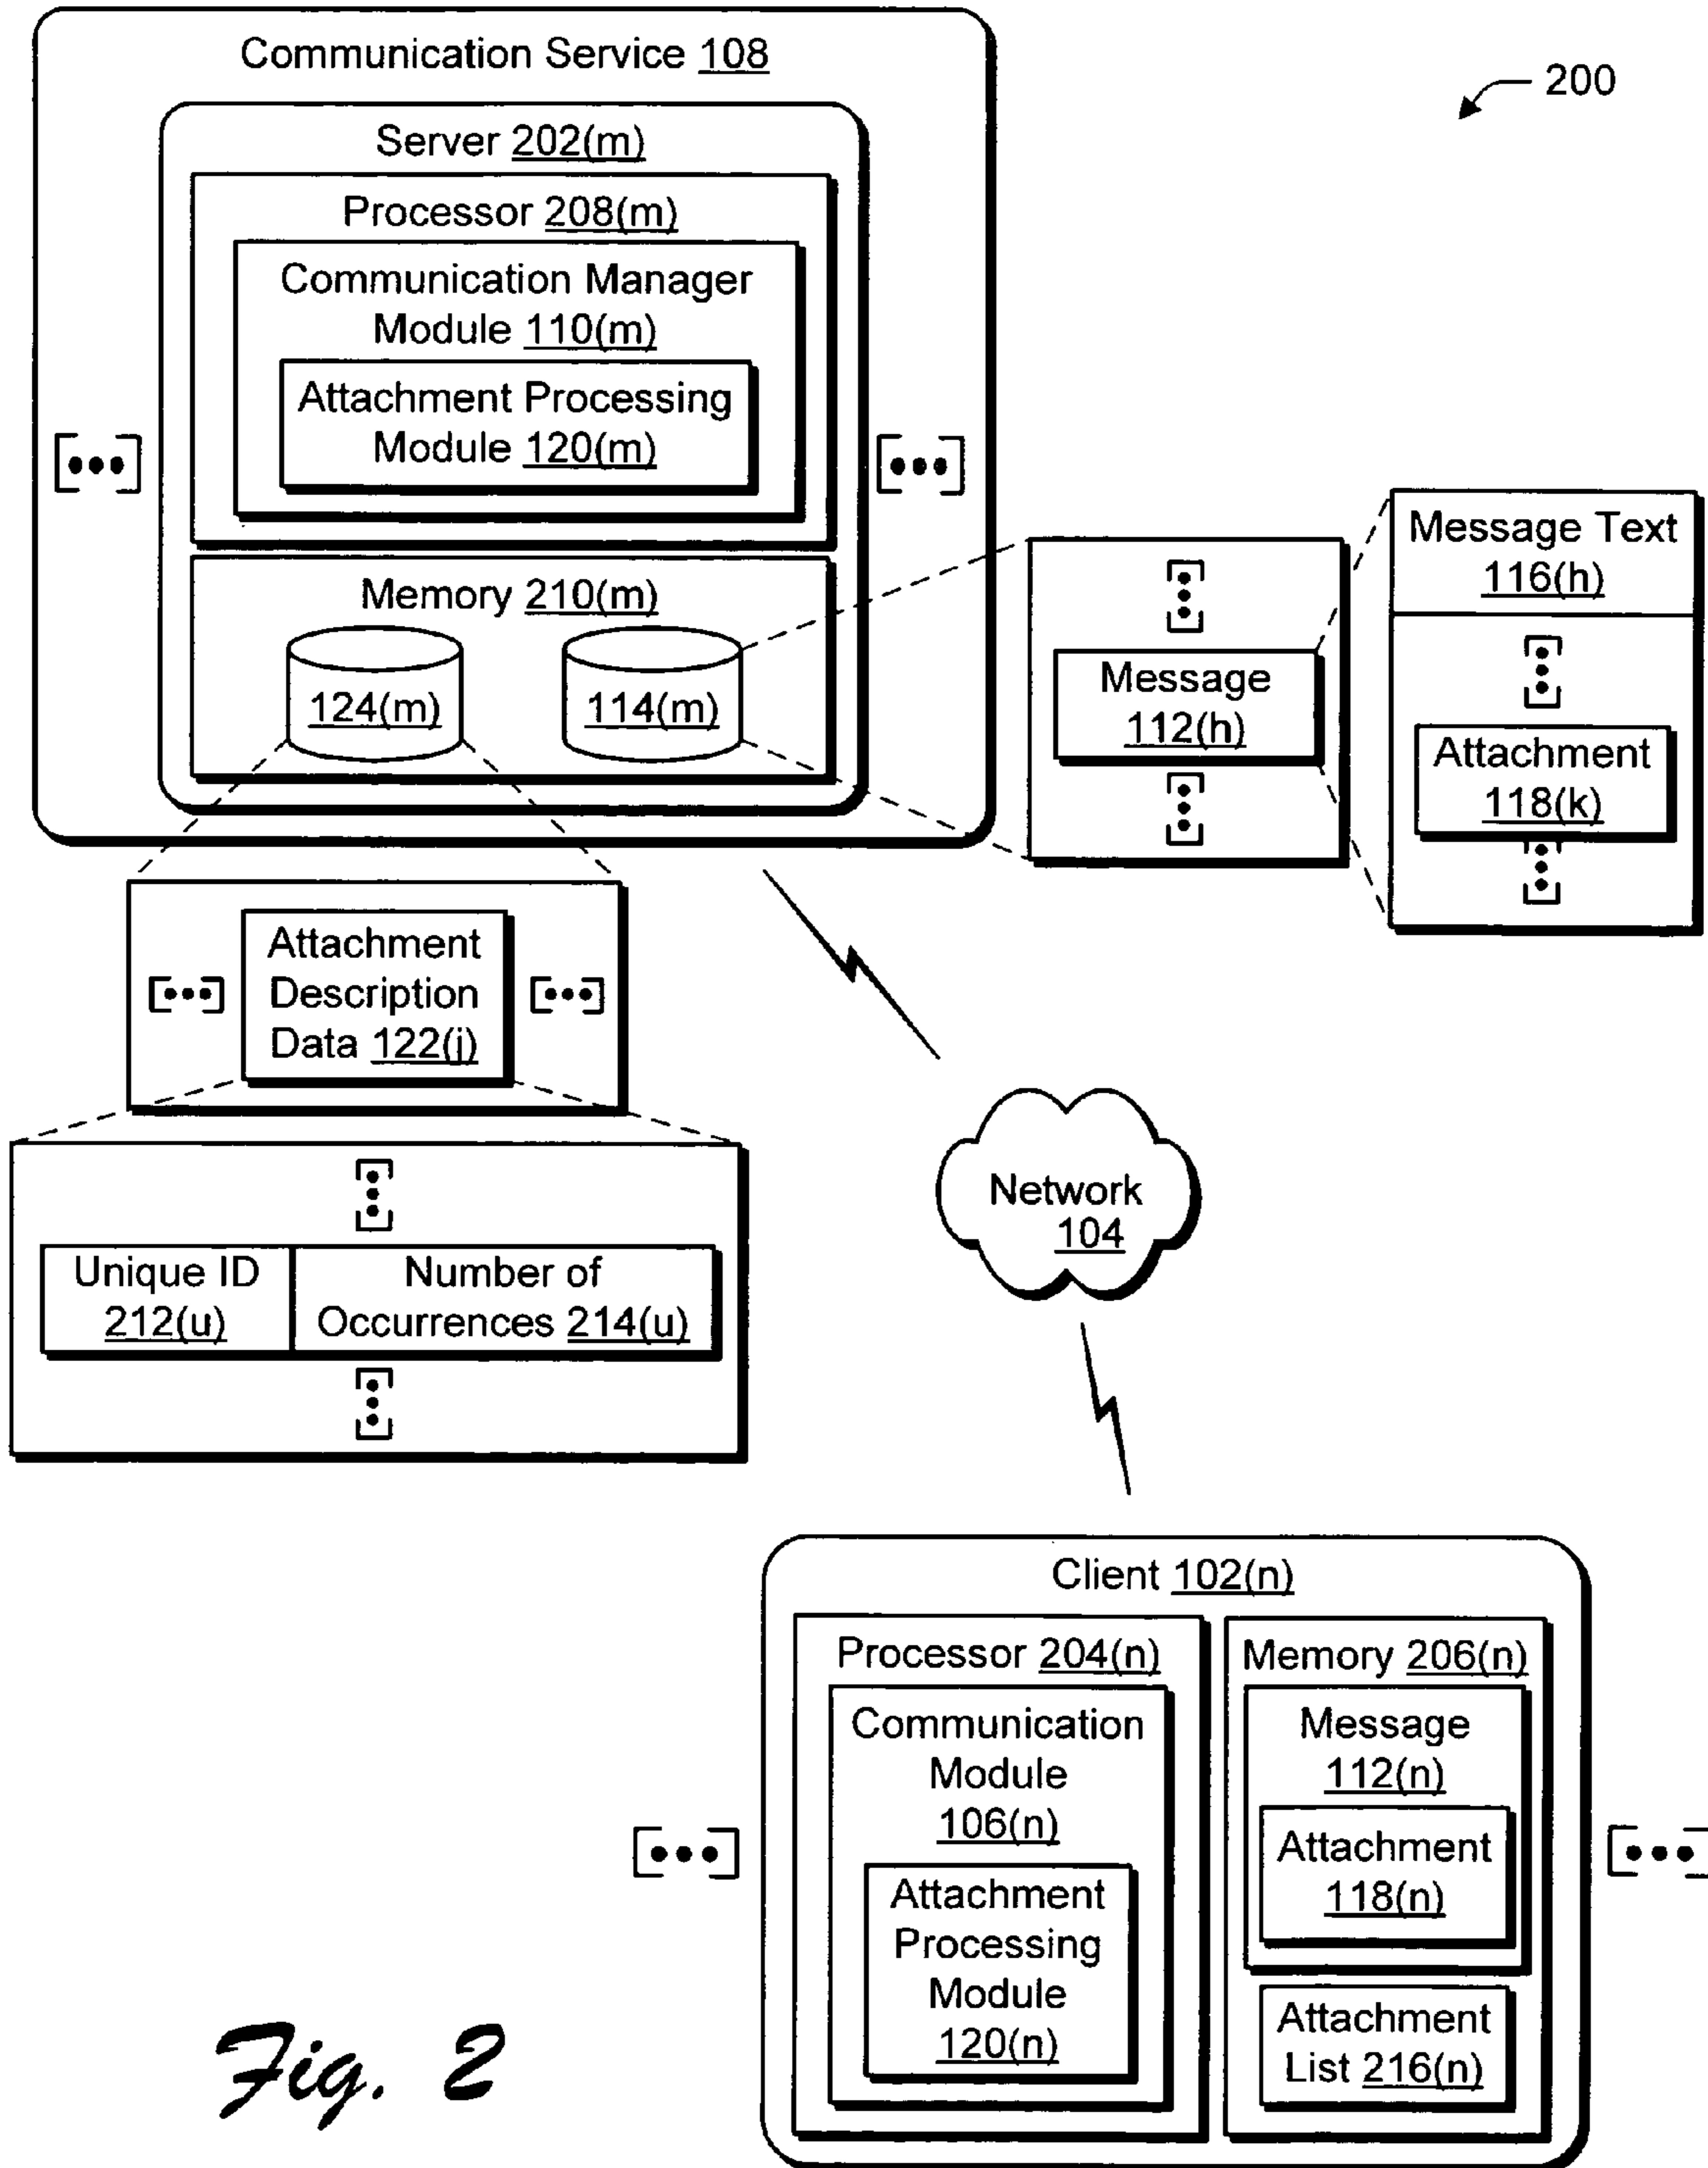 Communication Service 108
200
Server 202(m)
Processor 208(m)
Communication Manager
Module 110(m)
Attachment Processing
Module 120(m)
[•••]
[•••]
Memory 210(m)
124(m)
114(m)
[•••]
Message
112(h)
[•••]
Message Text
116(h)
[•••]
Attachment
118(k)
[•••]
Attachment
Description
Data 122(j)
[•••]
[•••]
[•••]
Unique ID
212(u)
Number of
Occurrences 214(u)
[•••]
Network
104
Client 102(n)
Processor 204(n)
Communication
Module
106(n)
Attachment
Processing
Module
120(n)
Memory 206(n)
Message
112(n)
Attachment
118(n)
Attachment
List 216(n)
[•••]
[•••]
Fig. 2